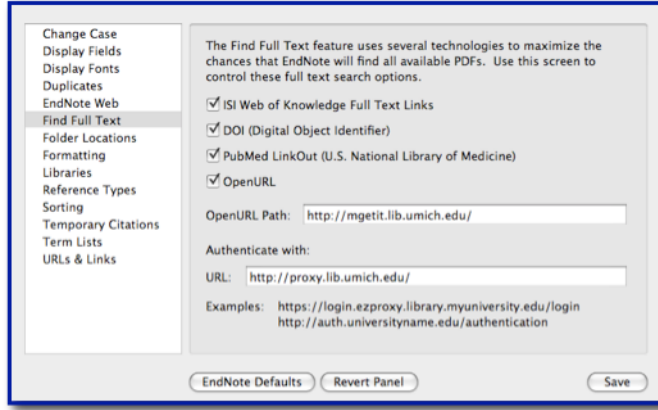 Change Case
Display Fields
Display Fonts
Duplicates
EndNote Web
Find Full Text
Folder Locations
Formatting
Libraries
Reference Types
Sorting
Temporary Citations
Term Lists
URLs & Links
The Find Full Text feature uses several technologies to maximize the
chances that EndNote will find all available PDFs. Use this screen to
control these full text search options.
ISI Web of Knowledge Full Text Links
DOI (Digital Object Identifier)
PubMed LinkOut (U.S. National Library of Medicine)
OpenURL
OpenURL Path: http://mgetit.lib.umich.edu/
Authenticate with:
URL: http://proxy.lib.umich.edu/
Examples: https://login.ezproxy.library.myuniversity.edu/login
http://auth.universityname.edu/authentication
EndNote Defaults Revert Panel Save